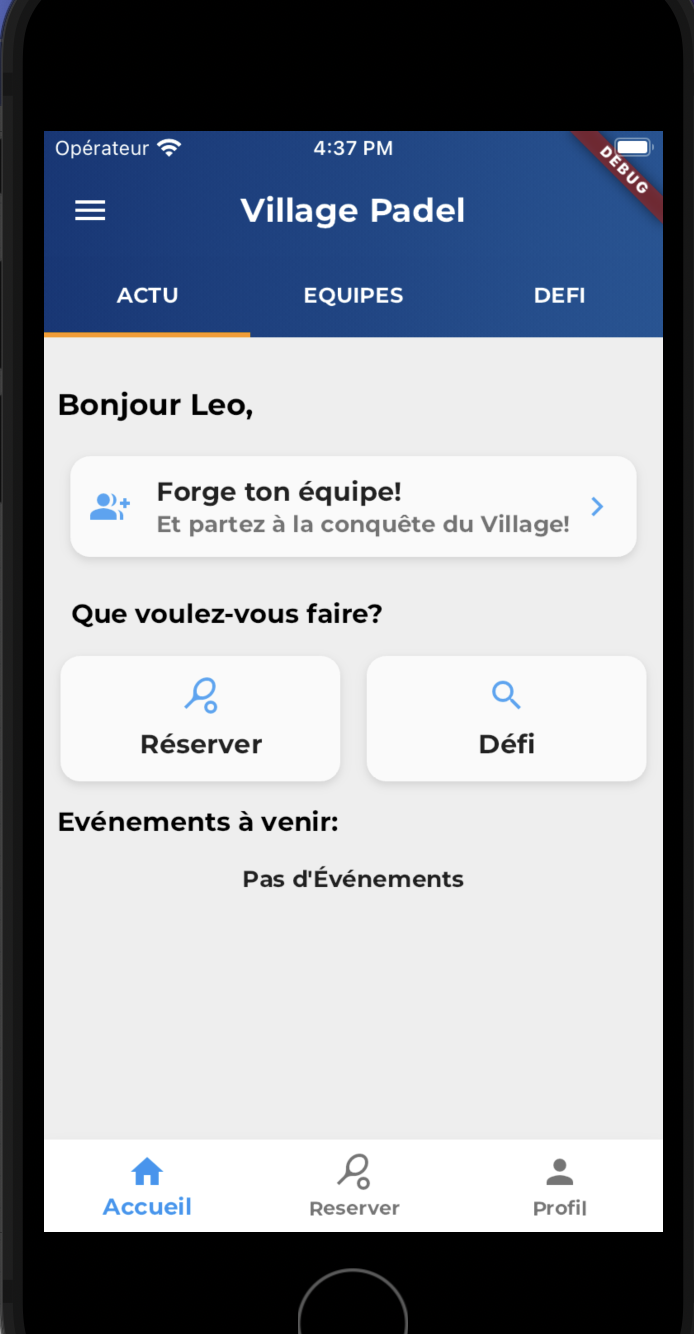 Opérateur 4:37 PM
DEBUG
Village Padel
ACTU EQUIPES DEFI
Bonjour Leo,
Forge ton équipe!
Et partez à la conquête du Village!
Que voulez-vous faire?
Réserver Défi
Evénements à venir:
Pas d'Événements
Accueil Reserver Profil